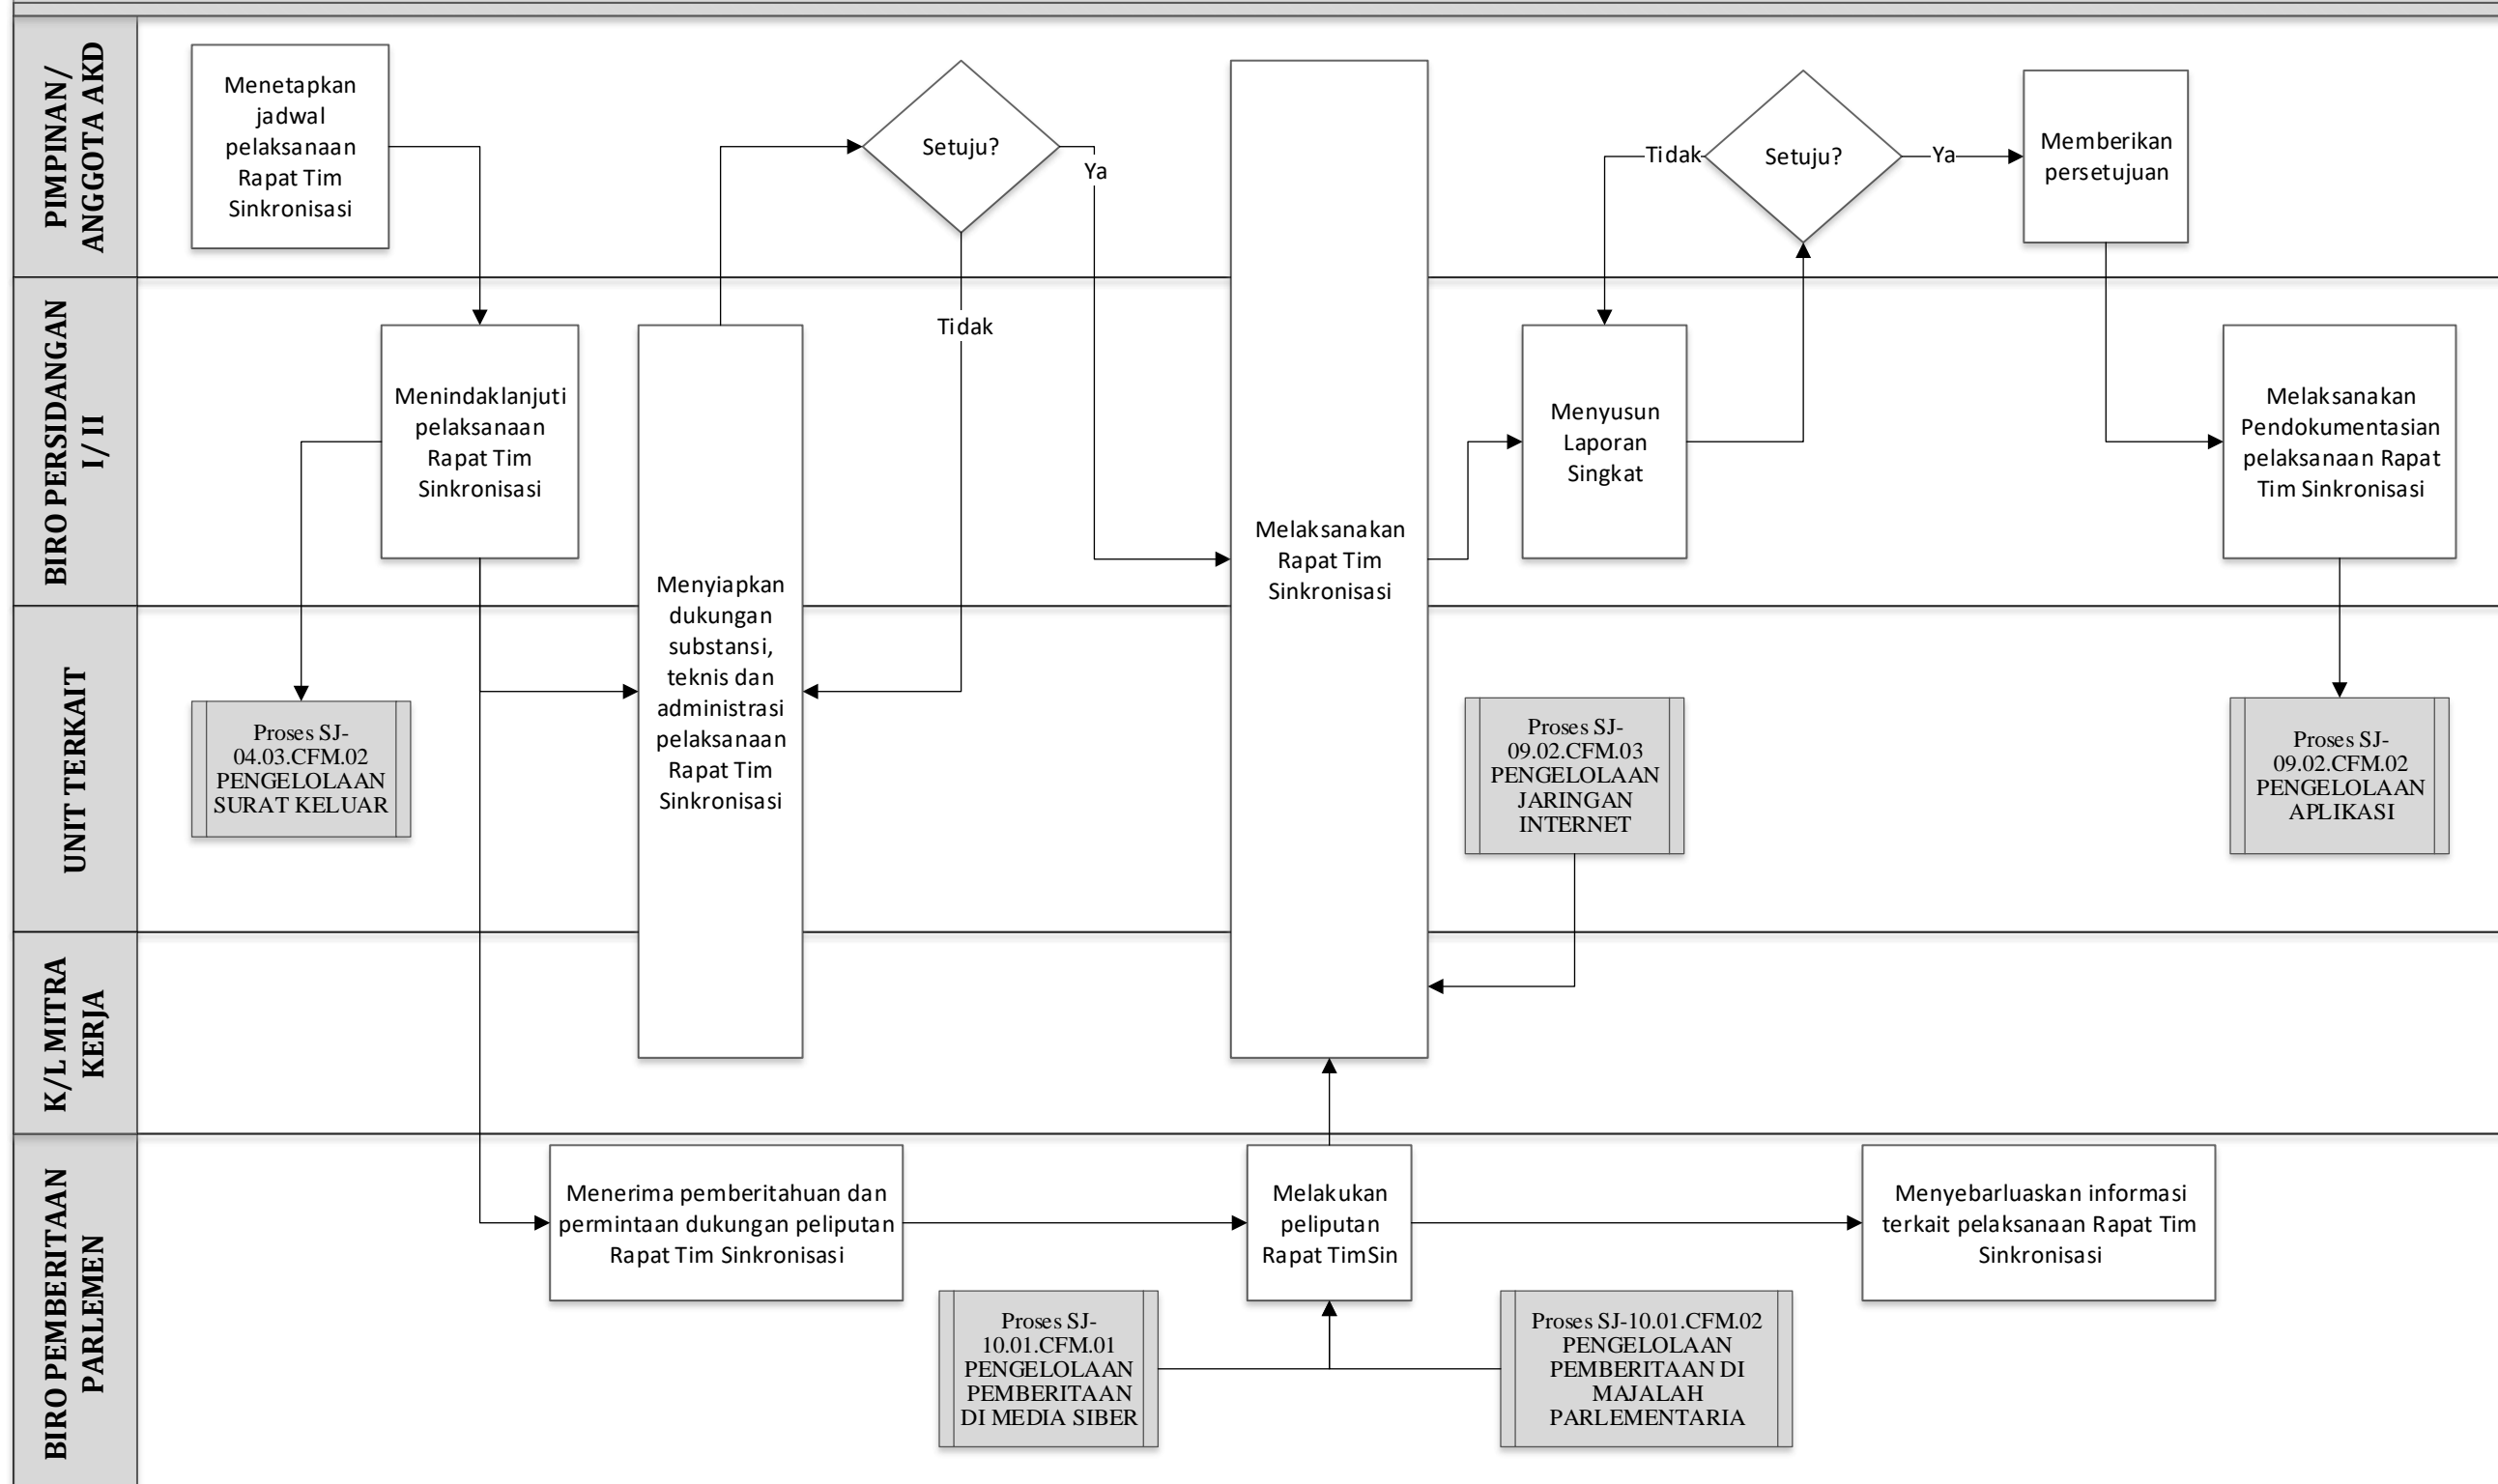 PIMPINAN/
ANGGOTA AKD
Menetapkan
jadwal
pelaksanaan
Rapat Tim
Sinkronisasi
Setuju?
Ya
Tidak
Tidak
Setuju?
Ya
Memberikan
persetujuan
BIRO PERSIDANGAN
I/ II
Menindaklanjuti
pelaksanaan
Rapat Tim
Sinkronisasi
Menyiapkan
dukungan
substansi,
teknis dan
administrasi
pelaksanaan
Rapat Tim
Sinkronisasi
Melaksanakan
Rapat Tim
Sinkronisasi
Menyusun
Laporan
Singkat
Melaksanakan
Pendokumentasian
pelaksanaan Rapat
Tim Sinkronisasi
UNIT TERKAIT
Proses SJ-
04.03.CFM.02
PENGELOLAAN
SURAT KELUAR
Proses SJ-
09.02.CFM.03
PENGELOLAAN
JARINGAN
INTERNET
Proses SJ-
09.02.CFM.02
PENGELOLAAN
APLIKASI
K/L MITRA
KERJA
BIRO PEMBERITAAN
PARLEMEN
Menerima pemberitahuan dan
permintaan dukungan peliputan
Rapat Tim Sinkronisasi
Melakukan
peliputan
Rapat TimSin
Menyebarluaskan informasi
terkait pelaksanaan Rapat Tim
Sinkronisasi
Proses SJ-
10.01.CFM.01
PENGELOLAAN
PEMBERITAAN
DI MEDIA SIBER
Proses SJ-10.01.CFM.02
PENGELOLAAN
PEMBERITAAN DI
MAJALAH
PARLEMENTARIA